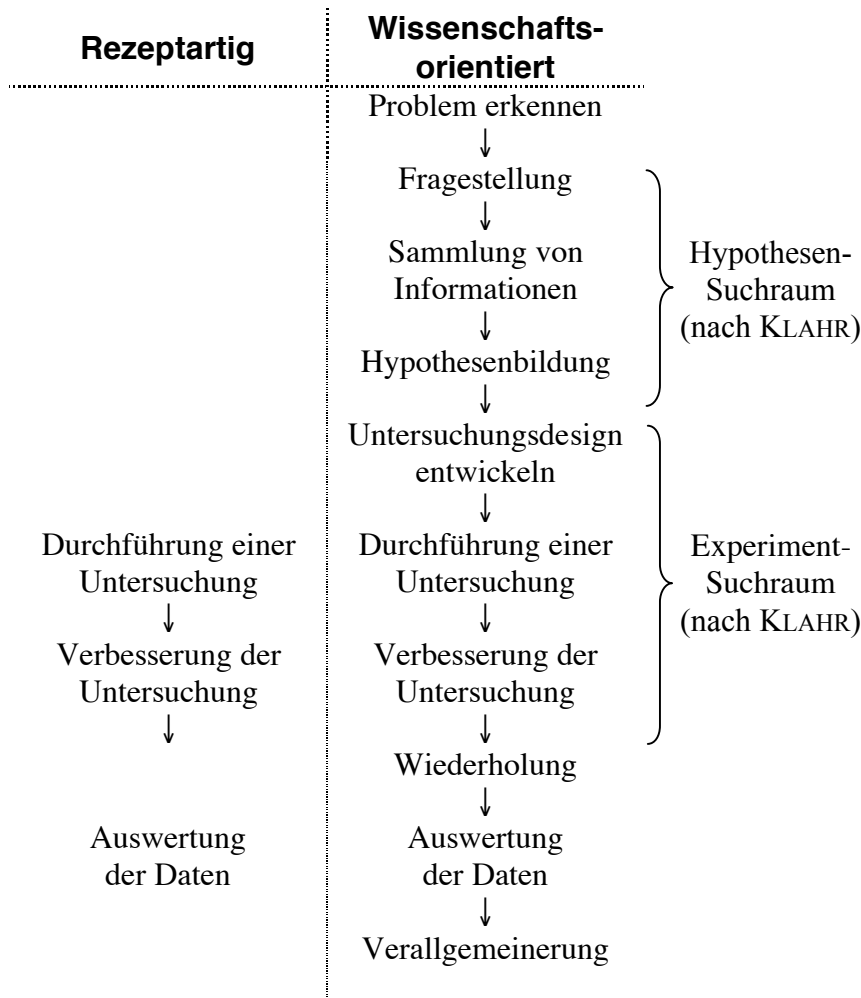 Rezeptartig
Wissenschafts-
orientiert
Problem erkennen
↓
Fragestellung
↓
Sammlung von
Informationen
↓
Hypothesenbildung
↓
Hypothesen-
Suchraum
(nach KLAHR)
Untersuchungsdesign
entwickeln
↓
Durchführung einer
Untersuchung
↓
Verbesserung der
Untersuchung
↓
Durchführung einer
Untersuchung
↓
Verbesserung der
Untersuchung
↓
Experiment-
Suchraum
(nach KLAHR)
Wiederholung
↓
Auswertung
der Daten
Auswertung
der Daten
↓
Verallgemeinerung